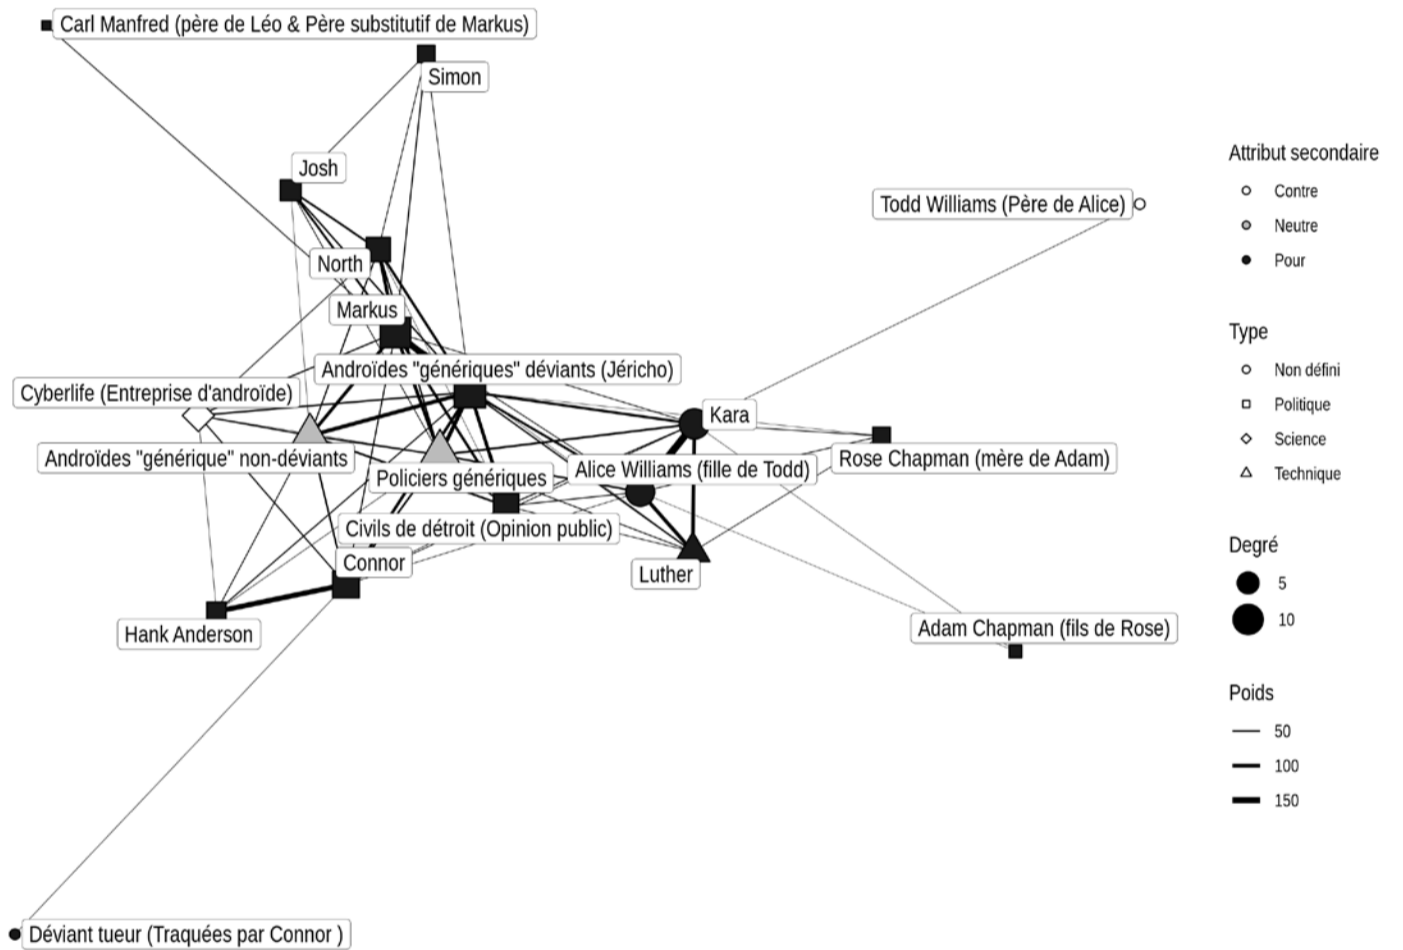 Carl Manfred (père de Léo & Père substitutif de Markus)
Simon
Josh
Todd Williams (Père de Alice)
North
Markus
Androïdes "génériques" déviants (Jéricho)
Cyberlife (Entreprise d'androïde)
Kara
Androïdes "générique" non-déviants
Rose Chapman (mère de Adam)
Alice Williams (fille de Todd)
Policiers génériques
Civils de détroit (Opinion public)
Connor
Luther
Hank Anderson
Adam Chapman (fils de Rose)
Déviant tueur (Traquées par Connor )
Attribut secondaire
Contre
Neutre
Pour
Type
Non défini
Politique
Science
Technique
Degré
5
10
Poids
50
100
150